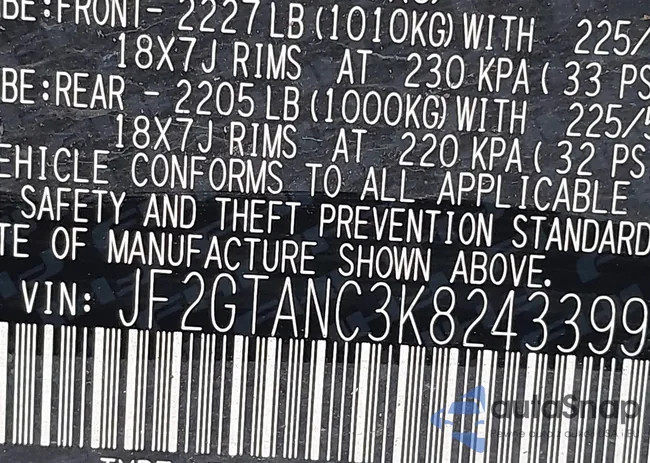 BE:FRONT- 2227 LB(1010KG) WITH 225/
18X7J RIMS AT 230 KPA( 33 PS
BE:REAR - 2205 LB(1000KG) WITH 225/5
18X7J RIMS AT 220 KPA( 32 PS
EHICLE CONFORMS TO ALL APPLICABLE
SAFETY AND THEFT PREVENTION STANDARD
TE OF MANUFACTURE SHOWN ABOVE.
VIN: JF2GTANC3K8243399
autoSnap